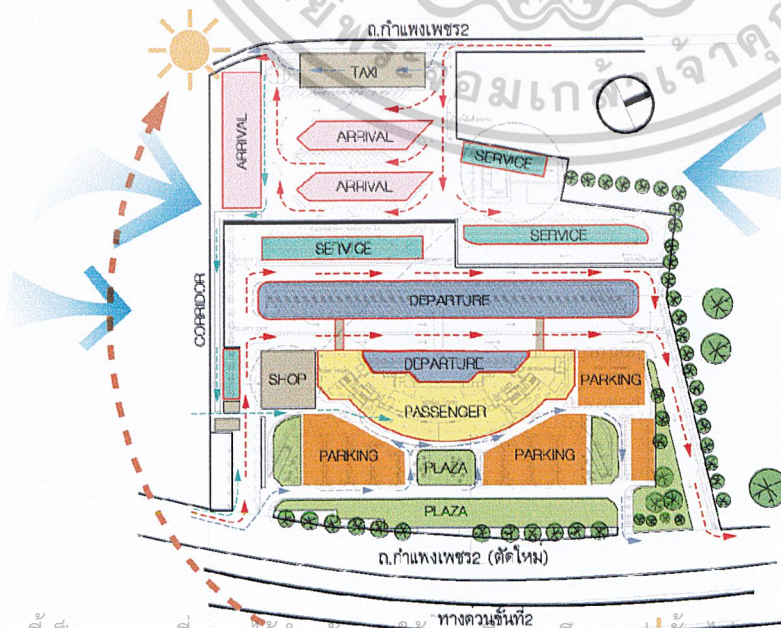 ถ.กำแพงเพชร2
TAXI
ARRIVAL
ARRIVAL
ARRIVAL
SERVICE
SERVICE
SERVICE
CORRIDOR
DEPARTURE
DEPARTURE
SHOP
PARKING
PASSENGER
PARKING
PLAZA
PARKING
PLAZA
ถ.กำแพงเพชร2 (ตัดใหม่)
ทางด่วนขั้นที่2